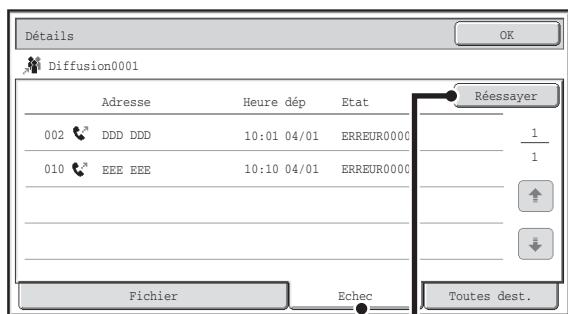 Détails OK
Diffusion0001
Réessayer
Adresse Heure dép Etat
002 DDD DDD 10:01 04/01 ERREUR0000
1
1
010 EEE EEE 10:10 04/01 ERREUR0000
Fichier Echec Toutes dest.